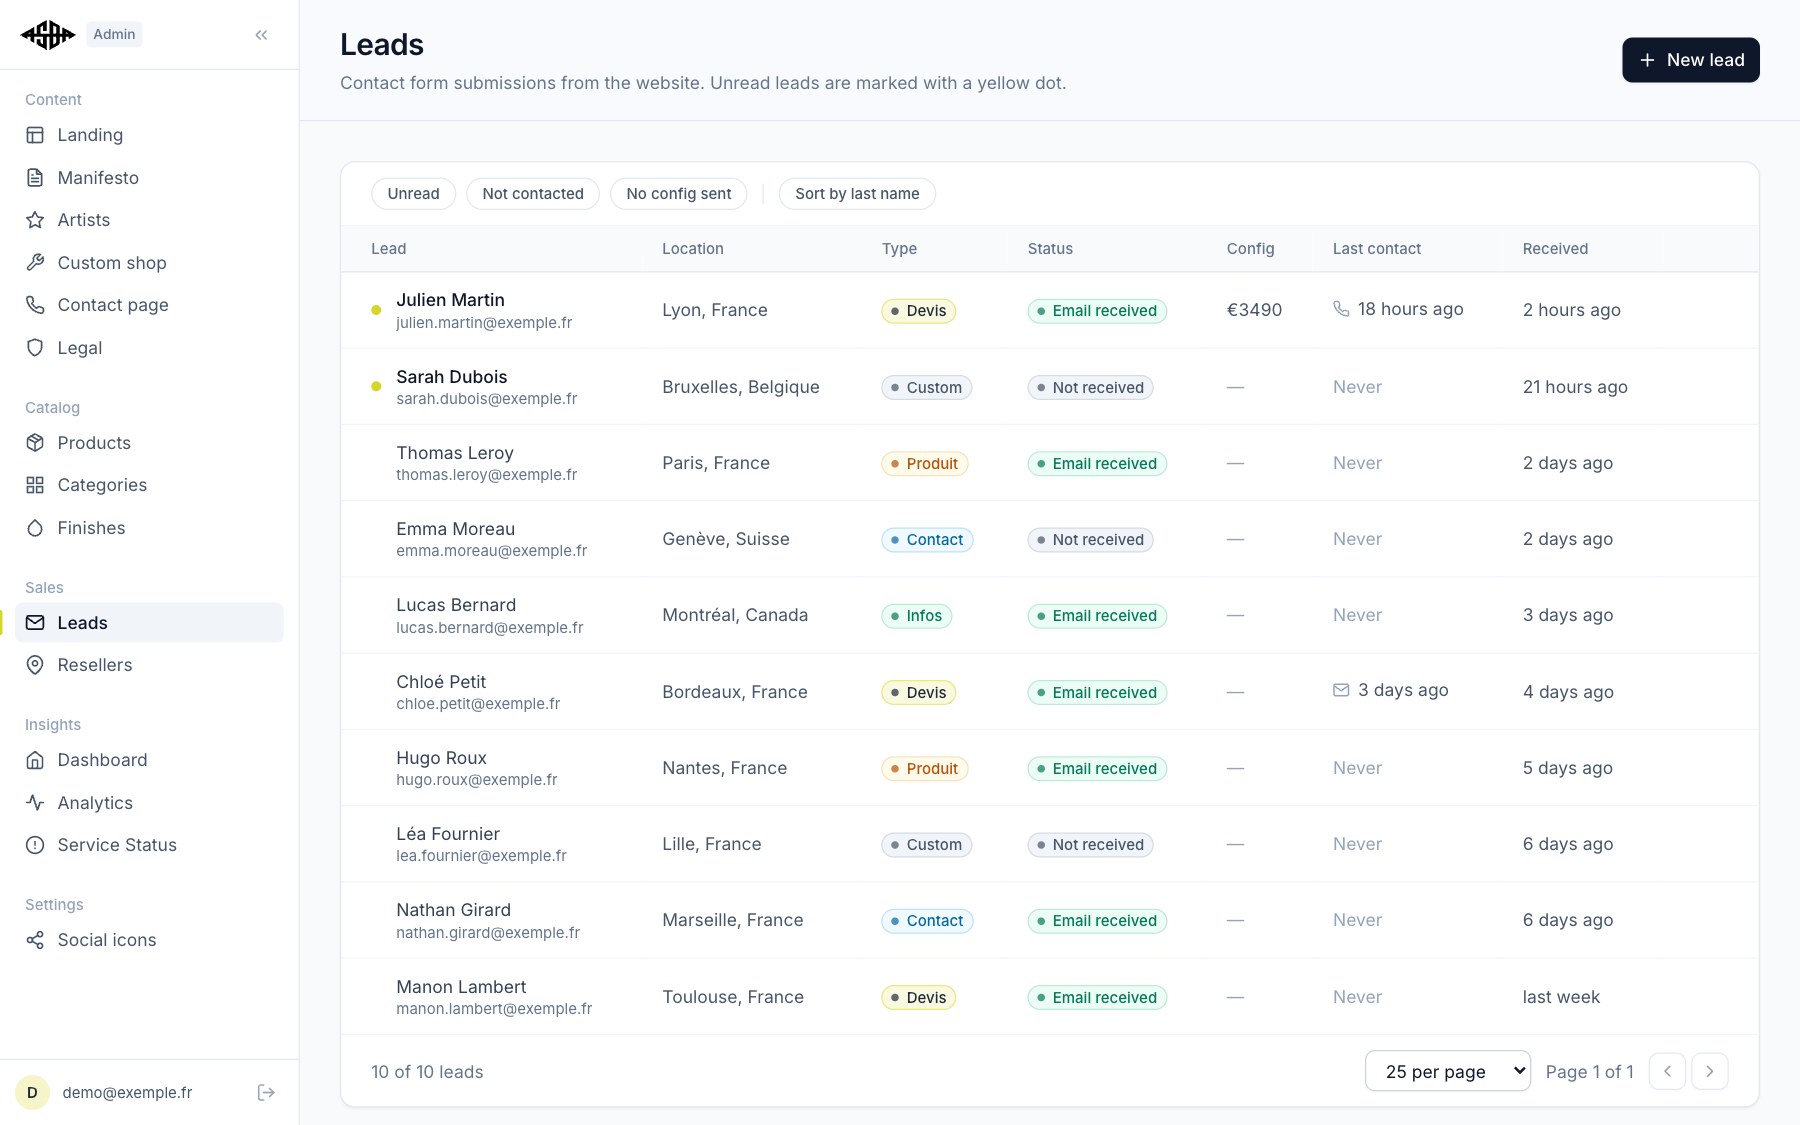 Admin
Content
Landing
Manifesto
Artists
Custom shop
Contact page
Legal
Catalog
Products
Categories
Finishes
Sales
Leads
Resellers
Insights
Dashboard
Analytics
Service Status
Settings
Social icons
D demo@exemple.fr
Leads
Contact form submissions from the website. Unread leads are marked with a yellow dot.
+ New lead
Unread Not contacted No config sent Sort by last name
Lead Location Type Status Config Last contact Received
Julien Martin
julien.martin@exemple.fr
Lyon, France Devis Email received €3490 18 hours ago 2 hours ago
Sarah Dubois
sarah.dubois@exemple.fr
Bruxelles, Belgique Custom Not received — Never 21 hours ago
Thomas Leroy
thomas.leroy@exemple.fr
Paris, France Produit Email received — Never 2 days ago
Emma Moreau
emma.moreau@exemple.fr
Genève, Suisse Contact Not received — Never 2 days ago
Lucas Bernard
lucas.bernard@exemple.fr
Montréal, Canada Infos Email received — Never 3 days ago
Chloé Petit
chloe.petit@exemple.fr
Bordeaux, France Devis Email received — 3 days ago 4 days ago
Hugo Roux
hugo.roux@exemple.fr
Nantes, France Produit Email received — Never 5 days ago
Léa Fournier
lea.fournier@exemple.fr
Lille, France Custom Not received — Never 6 days ago
Nathan Girard
nathan.girard@exemple.fr
Marseille, France Contact Email received — Never 6 days ago
Manon Lambert
manon.lambert@exemple.fr
Toulouse, France Devis Email received — Never last week
10 of 10 leads 25 per page Page 1 of 1